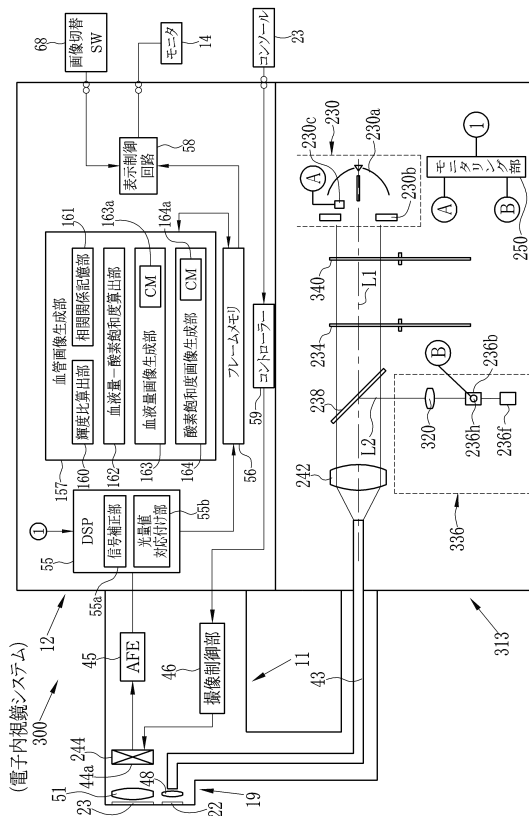 (電子内視鏡システム)
300
12
11
19
313
51
23
48
22
244
44a
45
AFE
46
撮像制御部
43
①
55
DSP
55a
信号補正部
光量値
対応付け部
55b
157
血管画像生成部
160
輝度比算出部
相関関係記憶部
161
162
血液量－酸素飽和度算出部
163
血液量画像生成部
CM
163a
164
酸素飽和度画像生成部
CM
164a
56
フレームメモリ
59
コントローラー
58
表示制御
回路
68
画像切替
SW
モニタ
14
コンソール
23
242
238
L2
L1
234
340
230
230c
230a
230b
A
320
B
236b
236h
236f
336
A
B
①
モニタリング部
250